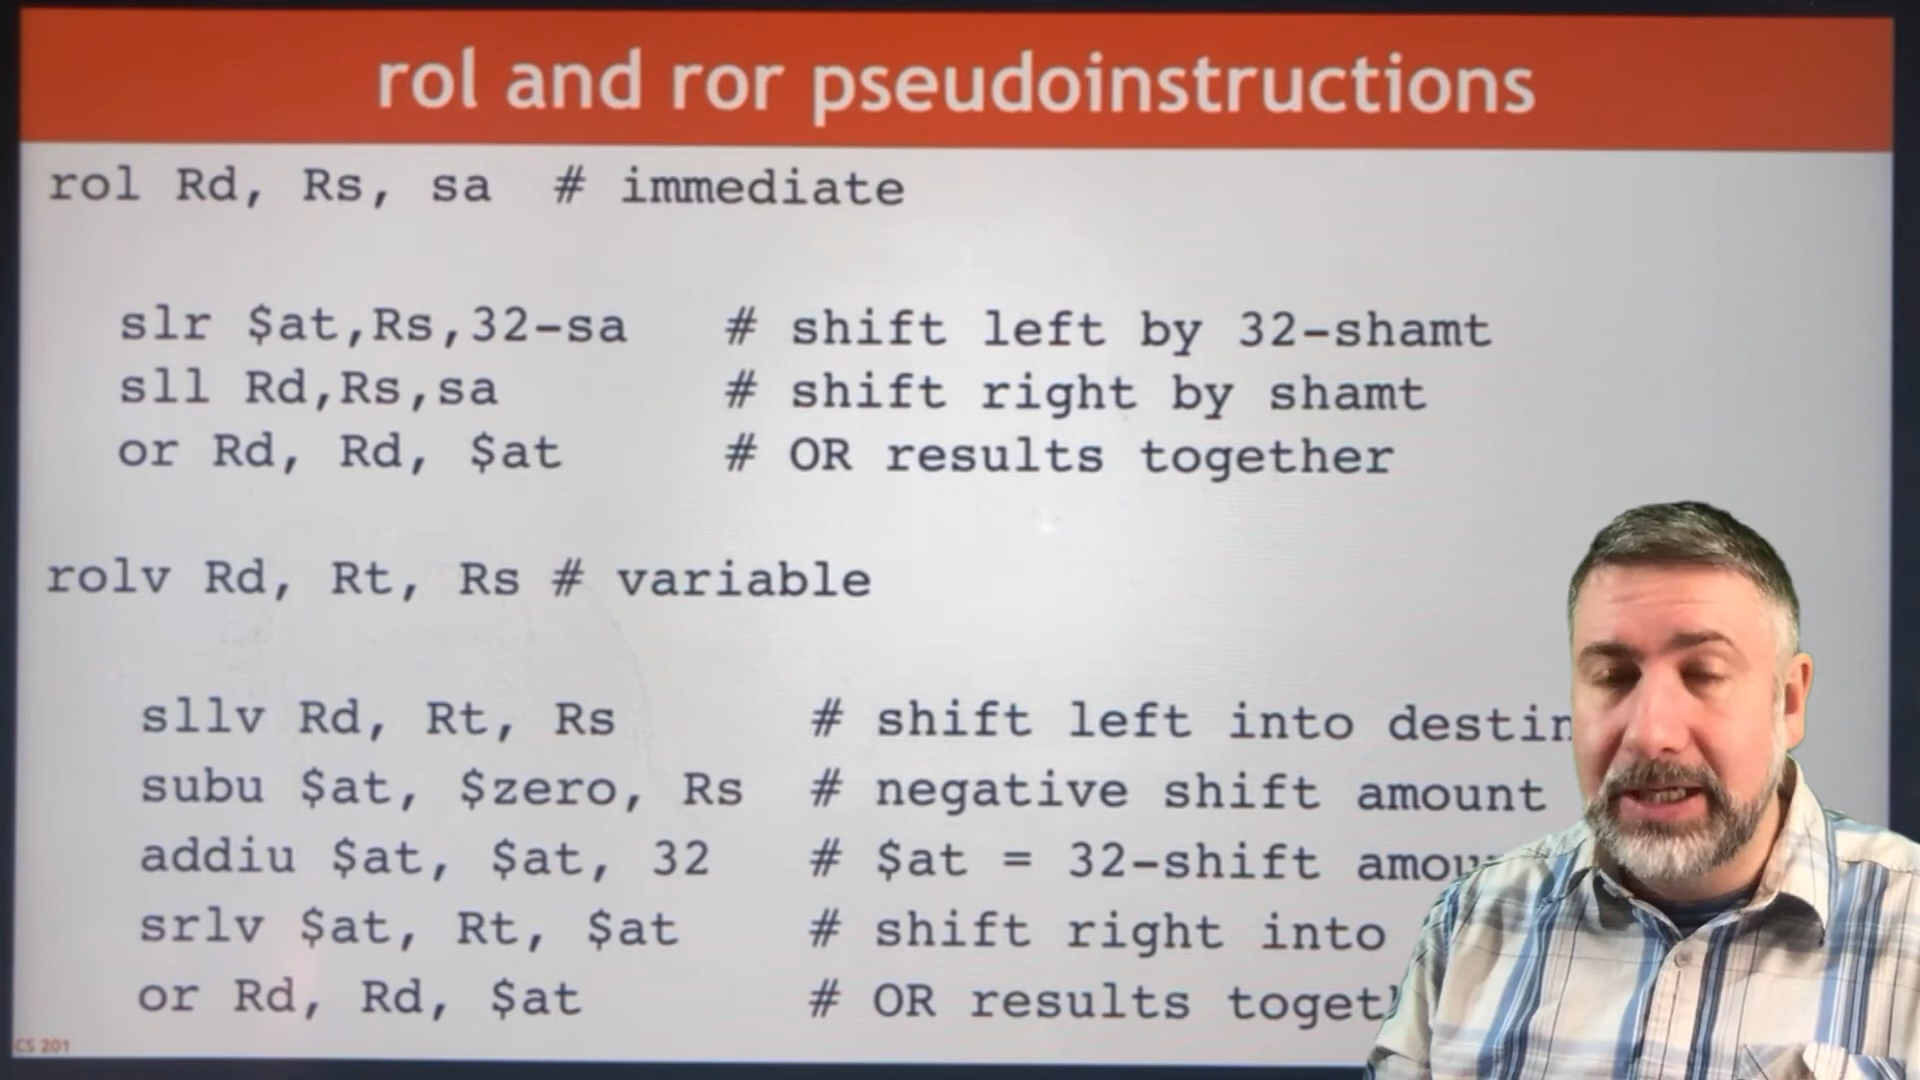 rol and ror pseudoinstructions
rol Rd, Rs, sa # immediate
slr $at,Rs,32-sa # shift left by 32-shamt
sll Rd,Rs,sa # shift right by shamt
or Rd, Rd, $at # OR results together
rolv Rd, Rt, Rs # variable
sllv Rd, Rt, Rs # shift left into
subu $at, $zero, Rs # negative shift amount
addiu $at, $at, 32 # $at = 32-shift
srlv $at, Rt, $at # shift right into
or Rd, Rd, $at # OR results
CS 201